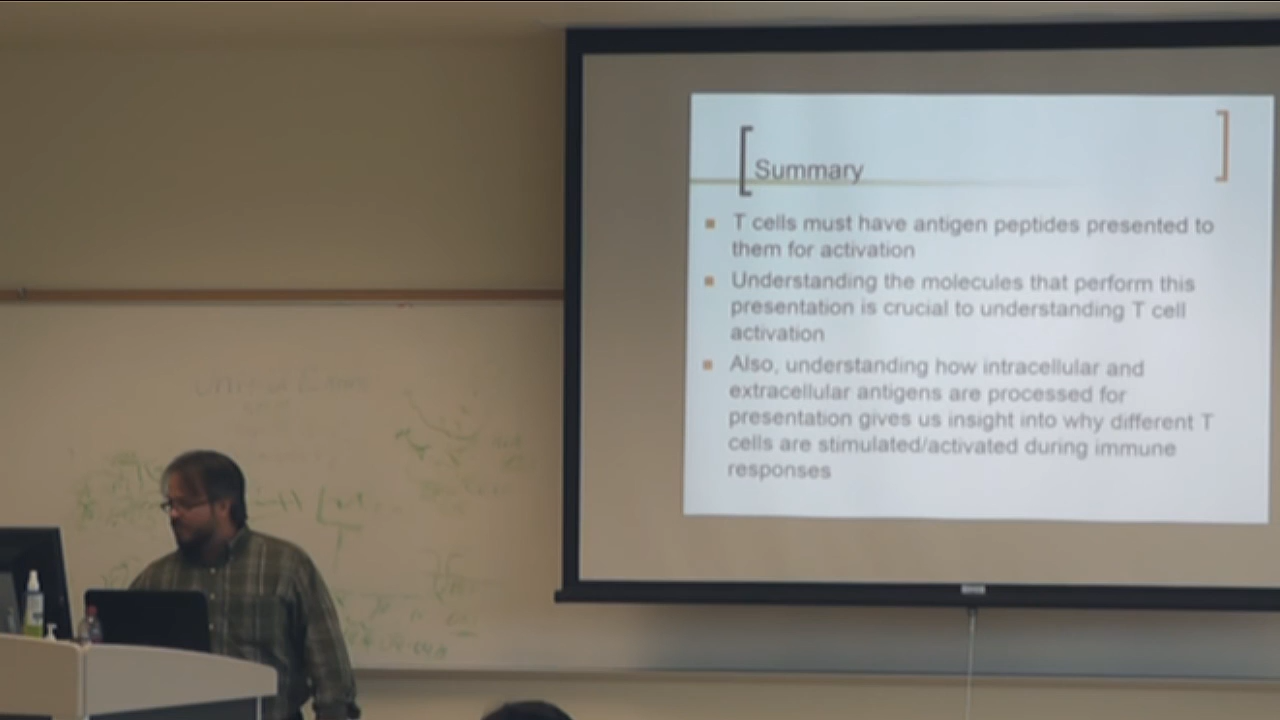 Summary
T cells must have antigen peptides presented to
them for activation
Understanding the molecules that perform this
presentation is crucial to understanding T cell
activation
Also, understanding how intracellular and
extracellular antigens are processed for
presentation gives us insight into why different T
cells are stimulated/activated during immune
responses